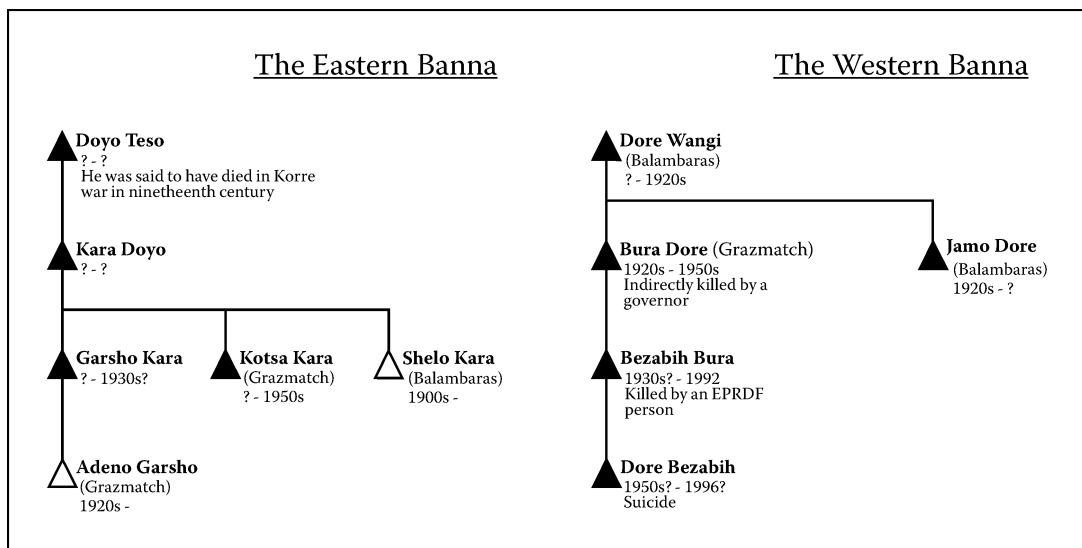 The Eastern Banna
Doyo Teso
? - ?
He was said to have died in Korre
war in ninetheenth century
Kara Doyo
? - ?
Garsho Kara
? - 1930s?
Kotsa Kara
(Grazmatch)
? - 1950s
Shelo Kara
(Balambaras)
1900s -
Adeno Garsho
(Grazmatch)
1920s -
The Western Banna
Dore Wangi
(Balambaras)
? - 1920s
Bura Dore (Grazmatch)
1920s - 1950s
Indirectly killed by a
governor
Jamo Dore
(Balambaras)
1920s - ?
Bezabih Bura
1930s? - 1992
Killed by an EPRDF
person
Dore Bezabih
1950s? - 1996?
Suicide